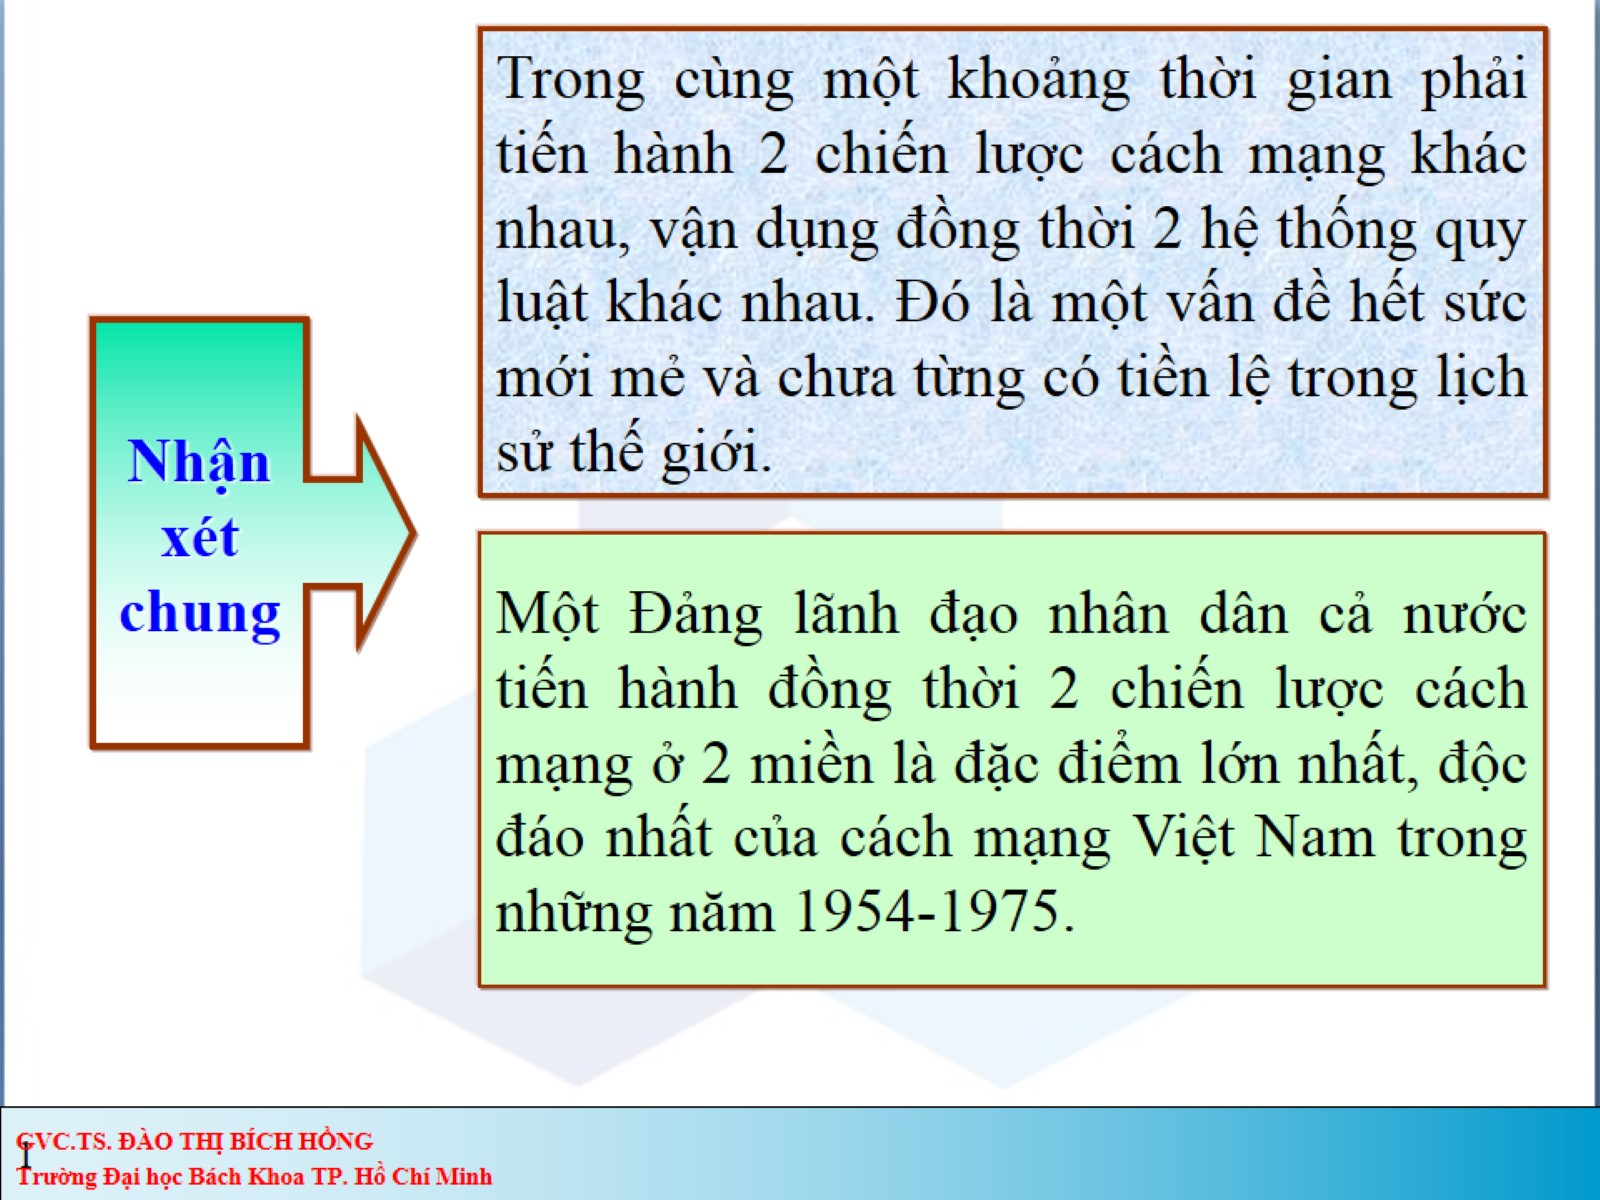 Trong cùng một khoảng thời gian phải
tiến hành 2 chiến lược cách mạng khác
nhau, vận dụng đồng thời 2 hệ thống quy
luật khác nhau. Đó là một vấn đề hết sức
mới mẻ và chưa từng có tiền lệ trong lịch
sử thế giới.
Nhận
xét
chung
Một Đảng lãnh đạo nhân dân cả nước
tiến hành đồng thời 2 chiến lược cách
mạng ở 2 miền là đặc điểm lớn nhất, độc
đáo nhất của cách mạng Việt Nam trong
những năm 1954-1975.
GVC.TS. ĐÀO THỊ BÍCH HỒNG
1
Trường Đại học Bách Khoa TP. Hồ Chí Minh